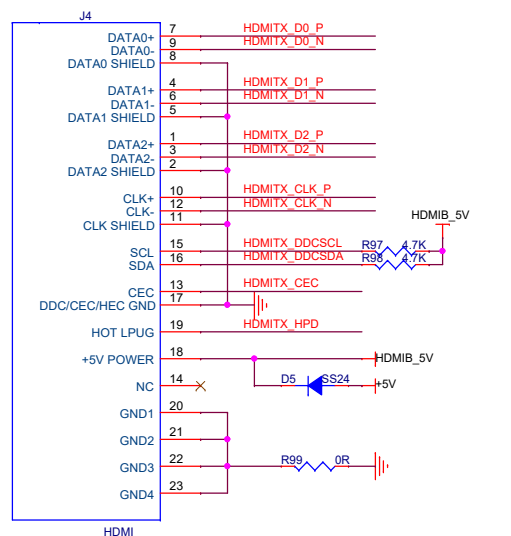 J4
DATA0+ 7 HDMITX_D0_P
DATA0- 9 HDMITX_D0_N
DATA0 SHIELD 8
DATA1+ 4 HDMITX_D1_P
DATA1- 6 HDMITX_D1_N
DATA1 SHIELD 5
DATA2+ 1 HDMITX_D2_P
DATA2- 3 HDMITX_D2_N
DATA2 SHIELD 2
CLK+ 10 HDMITX_CLK_P
CLK- 12 HDMITX_CLK_N
CLK SHIELD 11
HDMIB_5V
SCL 15 HDMITX_DDCSCL R97 4.7K
SDA 16 HDMITX_DDCSDA R98 4.7K
CEC 13 HDMITX_CEC
DDC/CEC/HEC GND 17
HOT LPUG 19 HDMITX_HPD
+5V POWER 18 HDMIB_5V
NC 14 D5 SS24 +5V
GND1 20
GND2 21
GND3 22 R99 0R
GND4 23
HDMI